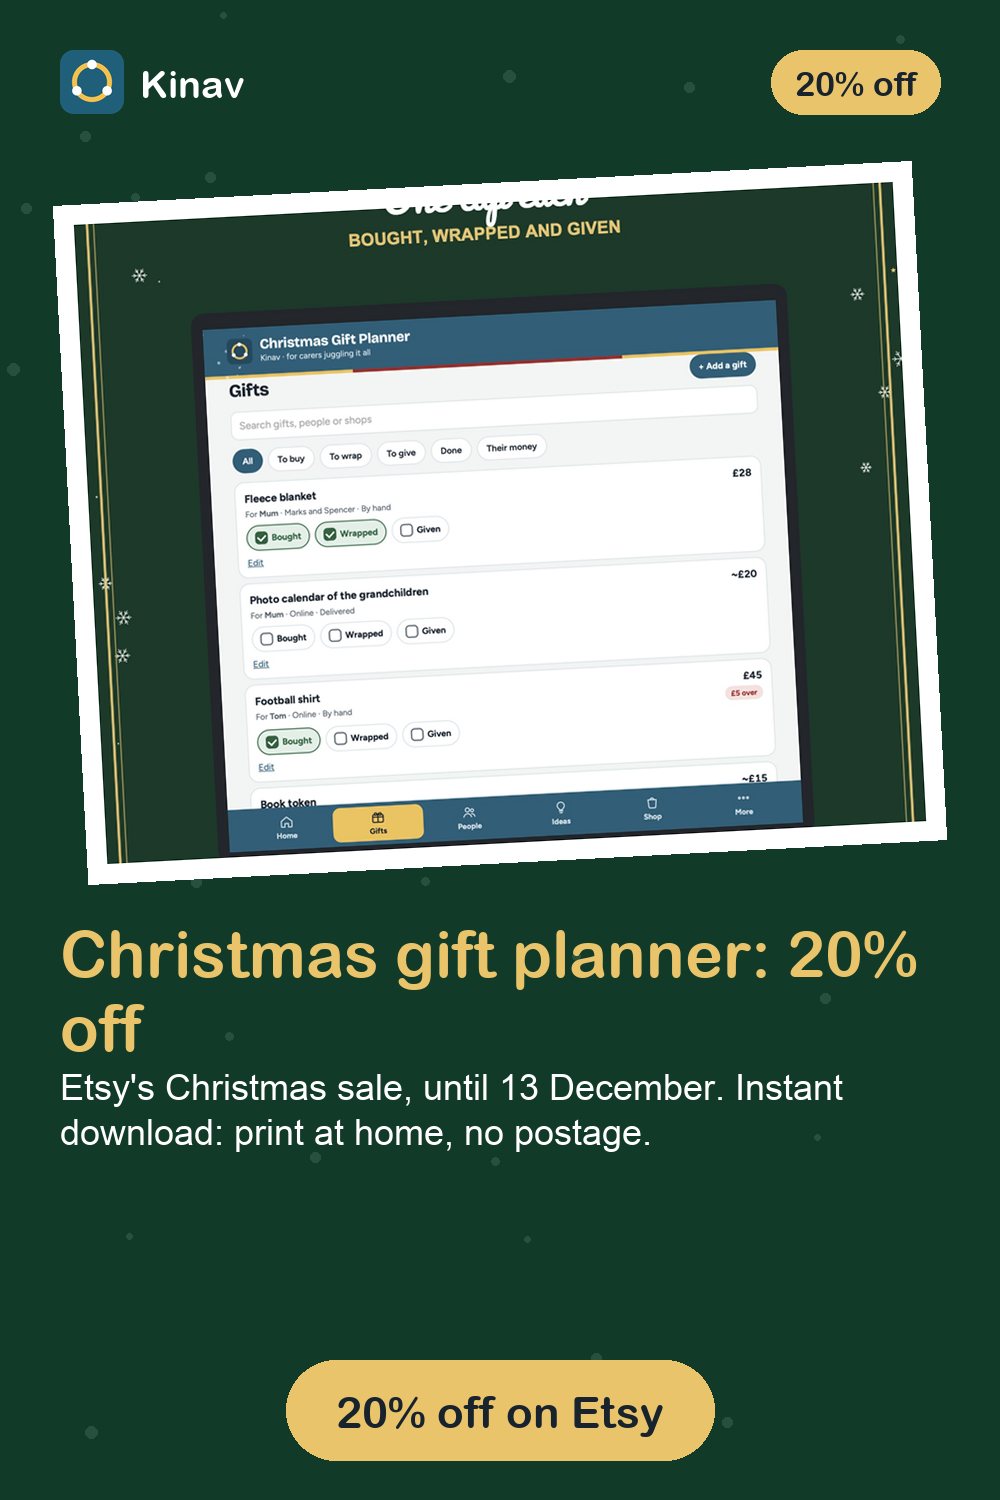 Kinav
20% off
One tap each
BOUGHT, WRAPPED AND GIVEN
Christmas Gift Planner
Kinav · for carers juggling it all
Gifts
+ Add a gift
Search gifts, people or shops
All
To buy
To wrap
To give
Done
Their money
Fleece blanket
£28
For Mum · Marks and Spencer · By hand
Bought
Wrapped
Given
Edit
Photo calendar of the grandchildren
~£20
For Mum · Online · Delivered
Bought
Wrapped
Given
Edit
Football shirt
£45
£5 over
For Tom · Online · By hand
Bought
Wrapped
Given
Edit
Book token
~£15
Home
Gifts
People
Ideas
Shop
More
Christmas gift planner: 20%
off
Etsy's Christmas sale, until 13 December. Instant
download: print at home, no postage.
20% off on Etsy